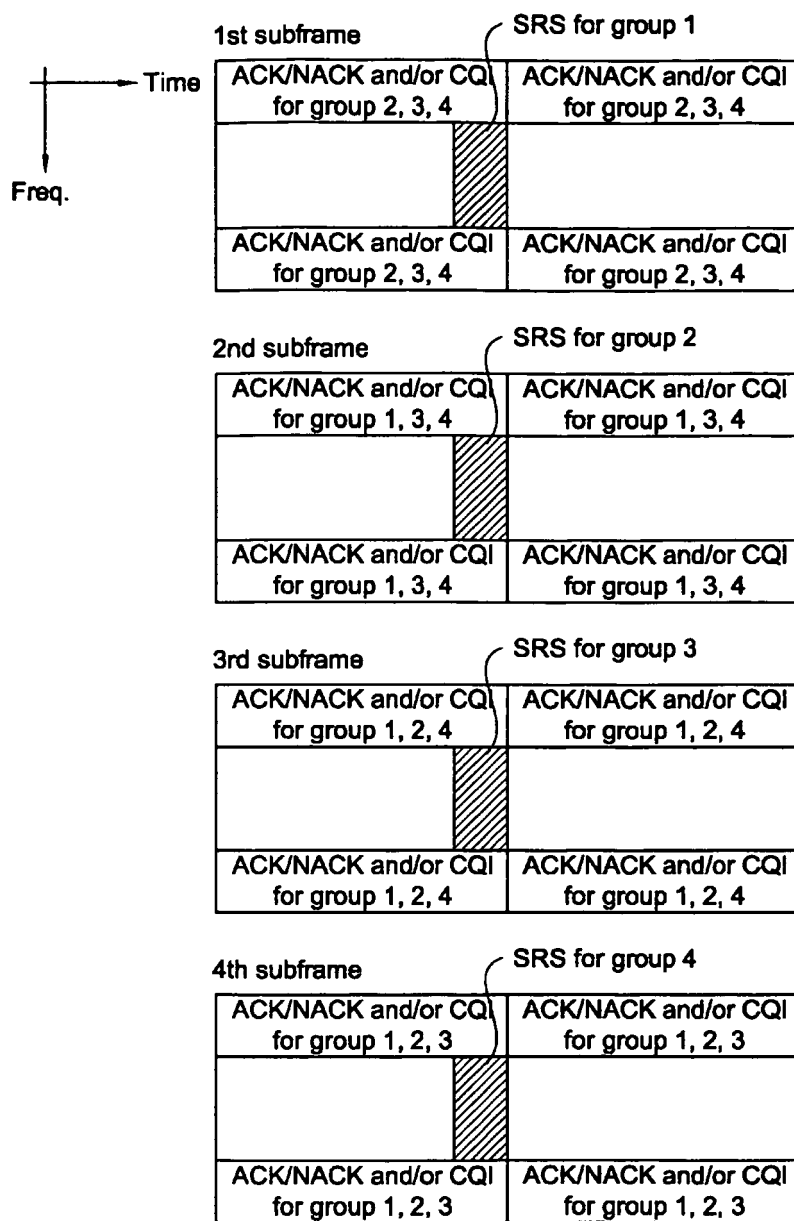 SRS for group 1
1st subframe
Time
Freq.
ACK/NACK and/or CQI
for group 2, 3, 4
ACK/NACK and/or CQI
for group 2, 3, 4
ACK/NACK and/or CQI
for group 2, 3, 4
ACK/NACK and/or CQI
for group 2, 3, 4
SRS for group 2
2nd subframe
ACK/NACK and/or CQI
for group 1, 3, 4
ACK/NACK and/or CQI
for group 1, 3, 4
ACK/NACK and/or CQI
for group 1, 3, 4
ACK/NACK and/or CQI
for group 1, 3, 4
SRS for group 3
3rd subframe
ACK/NACK and/or CQI
for group 1, 2, 4
ACK/NACK and/or CQI
for group 1, 2, 4
ACK/NACK and/or CQI
for group 1, 2, 4
ACK/NACK and/or CQI
for group 1, 2, 4
SRS for group 4
4th subframe
ACK/NACK and/or CQI
for group 1, 2, 3
ACK/NACK and/or CQI
for group 1, 2, 3
ACK/NACK and/or CQI
for group 1, 2, 3
ACK/NACK and/or CQI
for group 1, 2, 3